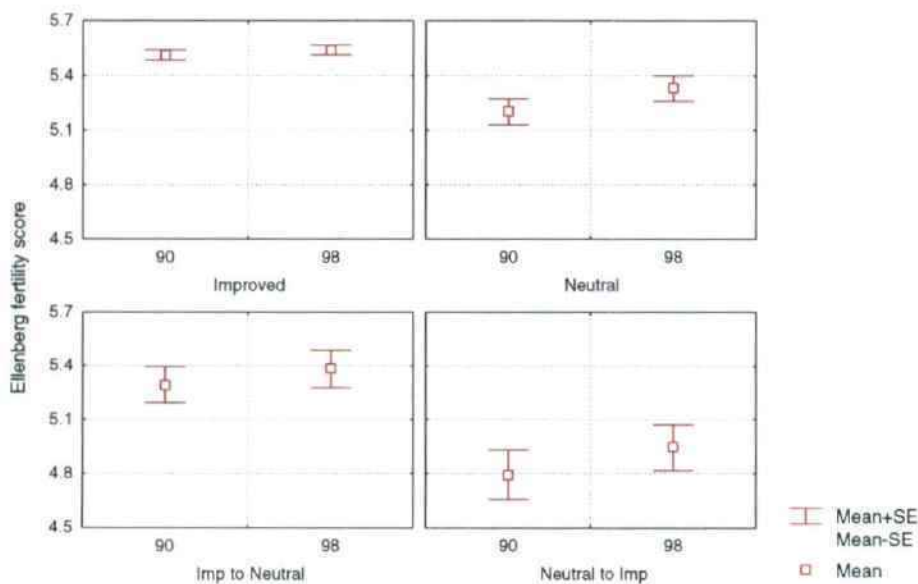 Ellenberg fertility score
5.7
5.4
5.1
4.8
4.5
90 98
Improved
90 98
Neutral
5.7
5.4
5.1
4.8
4.5
90 98
Imp to Neutral
90 98
Neutral to Imp
Mean+SE
Mean-SE
Mean